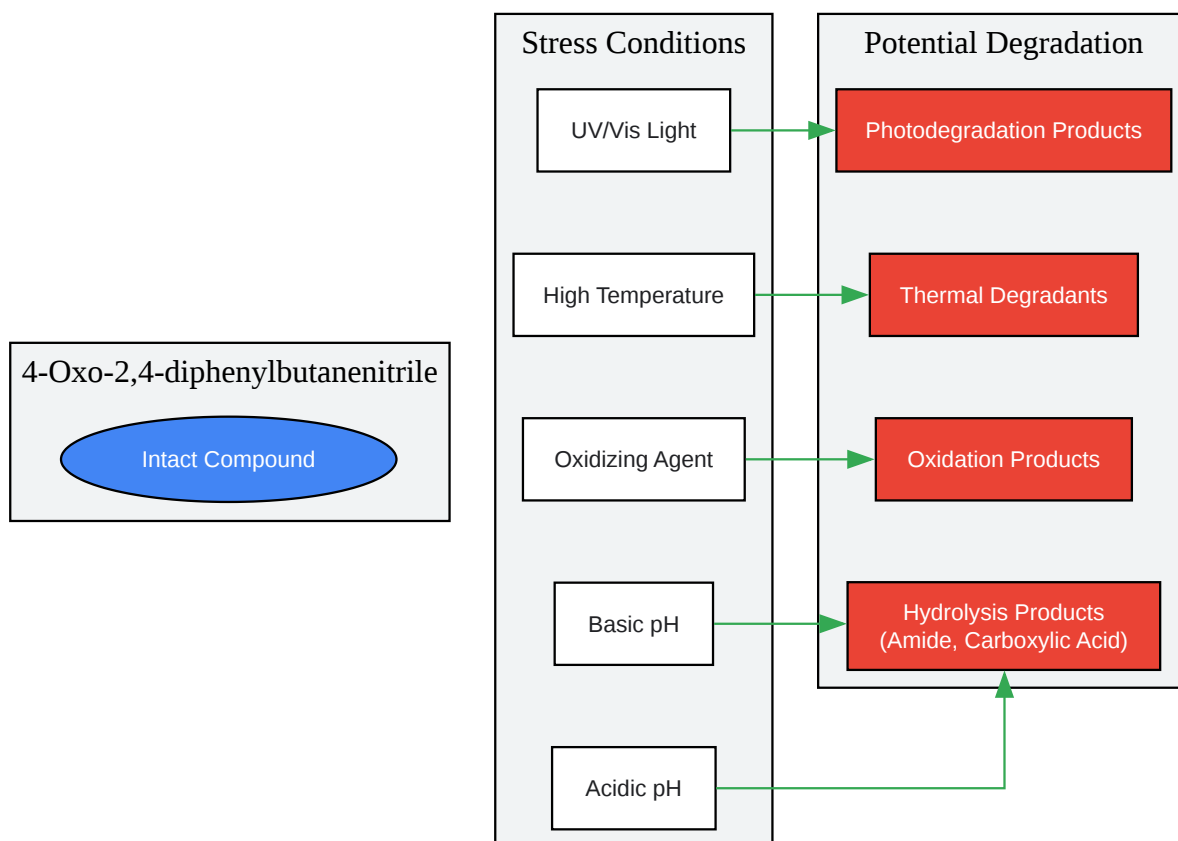 4-Oxo-2,4-diphenylbutanenitrile
Intact Compound
Stress Conditions
UV/Vis Light
High Temperature
Oxidizing Agent
Basic pH
Acidic pH
Potential Degradation
Photodegradation Products
Thermal Degradants
Oxidation Products
Hydrolysis Products
(Amide, Carboxylic Acid)